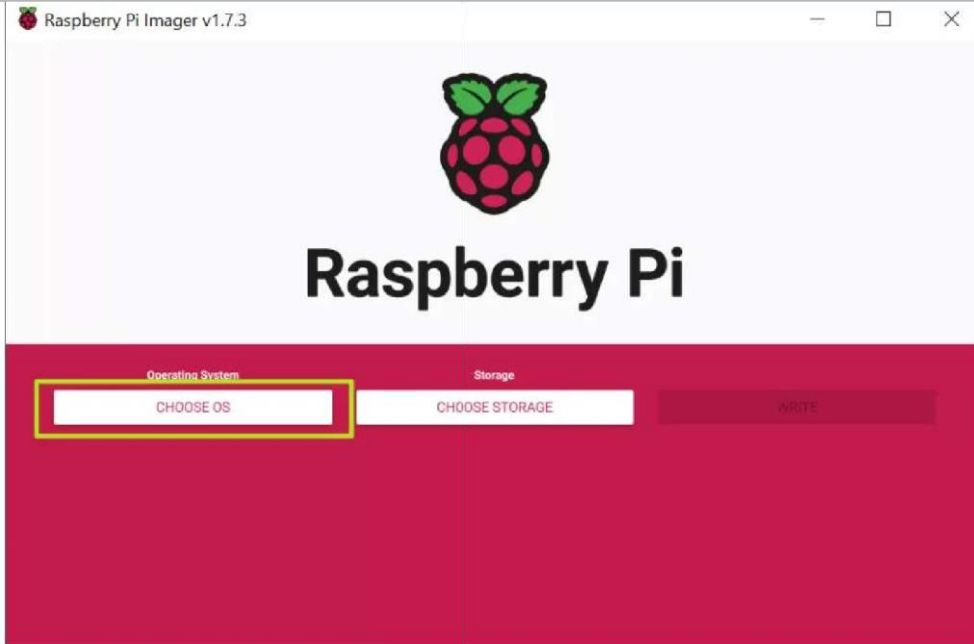 Raspberry Pi Imager v1.7.3
Raspberry Pi
Operating System
Storage
CHOOSE OS
CHOOSE STORAGE
WRITE